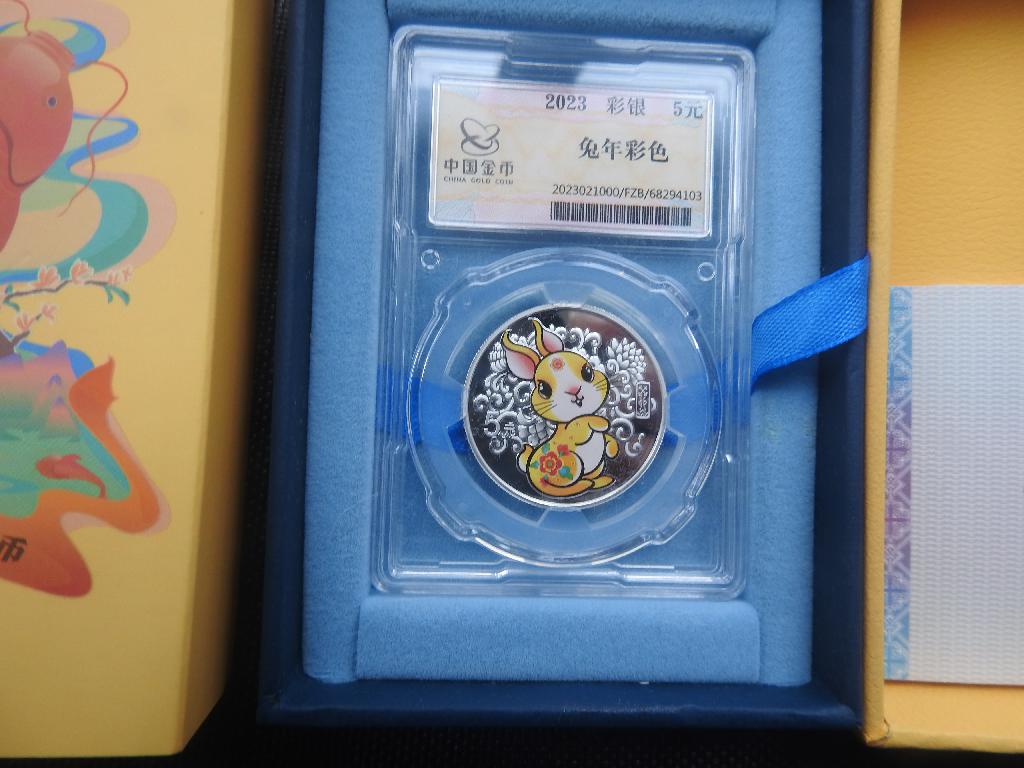 2023 彩银 5元
兔年彩色
中国金币
CHINA GOLD COIN
2023021000/FZB/68294103
币